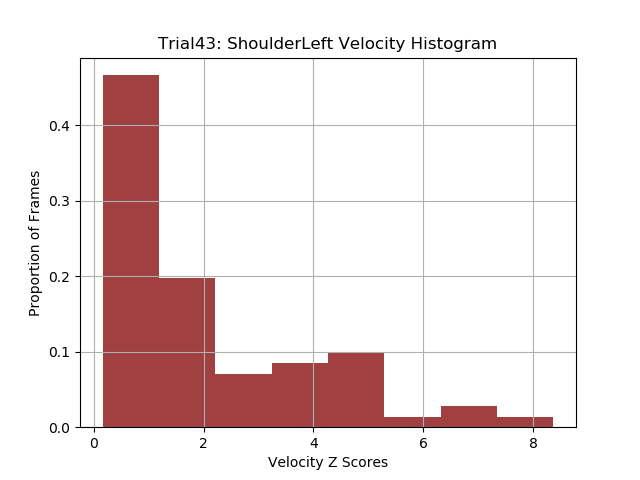 Trial43: ShoulderLeft Velocity Histogram
Proportion of Frames
0.4
0.3
0.2
0.1
0.0
0 2 4 6 8
Velocity Z Scores